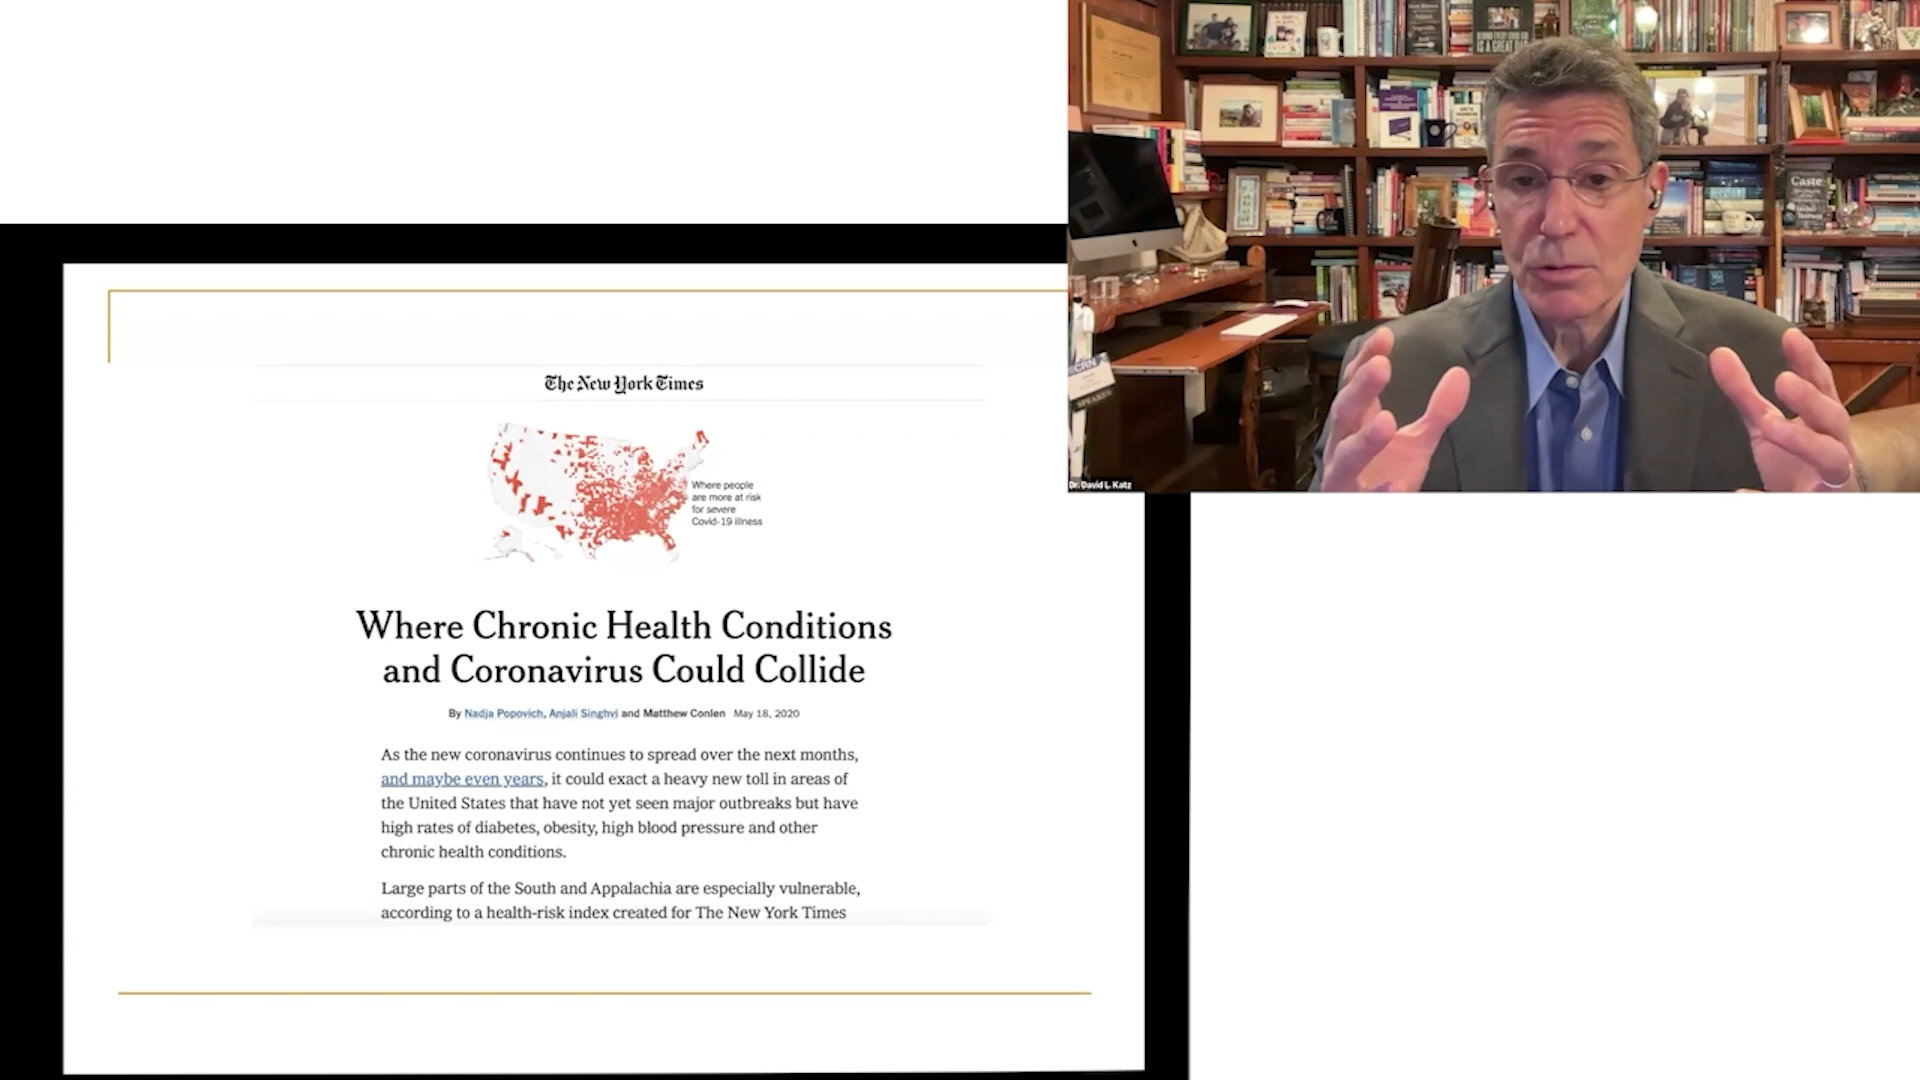 IS A GREAT DAD
Caste
SPEAKER
Dr. David L. Katz
The New York Times
Where people
are more at risk
for severe
Covid-19 illness
Where Chronic Health Conditions
and Coronavirus Could Collide
By Nadja Popovich, Anjali Singhvi and Matthew Conlen May 18, 2020
As the new coronavirus continues to spread over the next months,
and maybe even years, it could exact a heavy new toll in areas of
the United States that have not yet seen major outbreaks but have
high rates of diabetes, obesity, high blood pressure and other
chronic health conditions.
Large parts of the South and Appalachia are especially vulnerable,
according to a health-risk index created for The New York Times